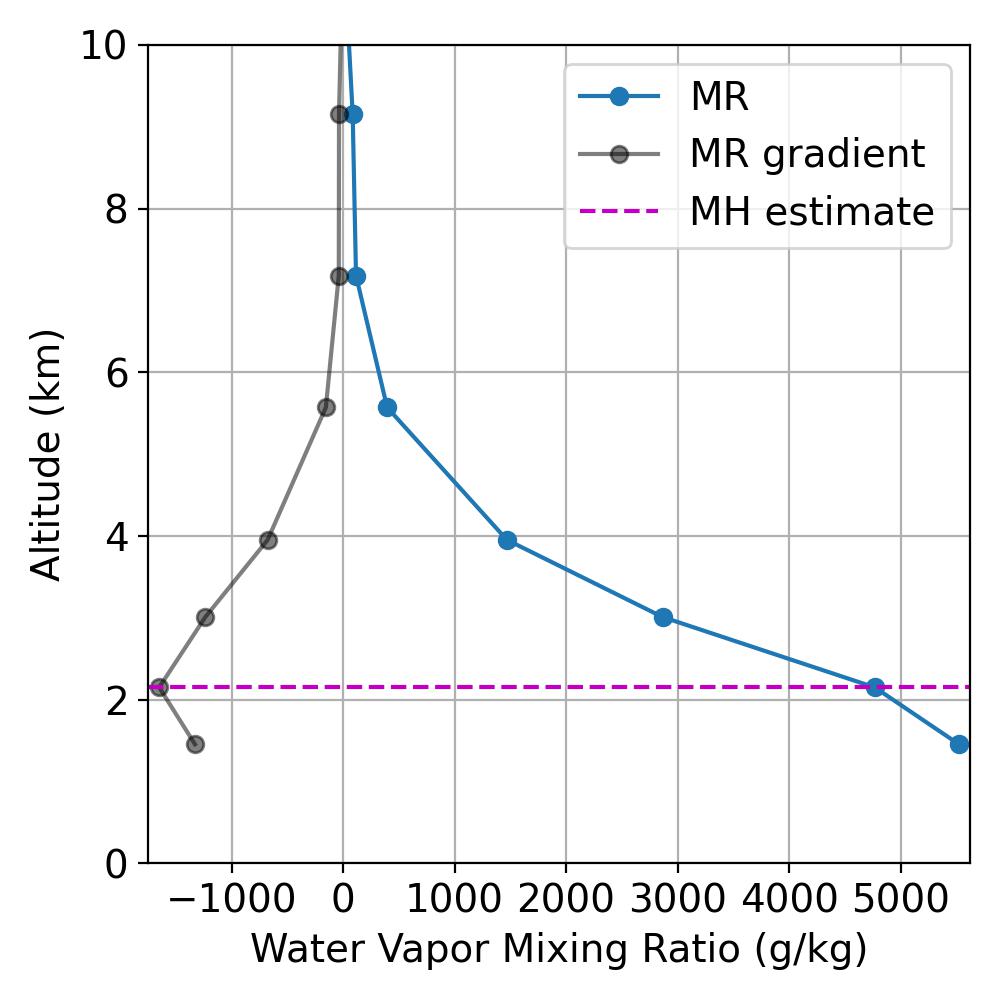 10
8
6
4
2
0
Altitude (km)
MR
MR gradient
MH estimate
−1000 0 1000 2000 3000 4000 5000
Water Vapor Mixing Ratio (g/kg)